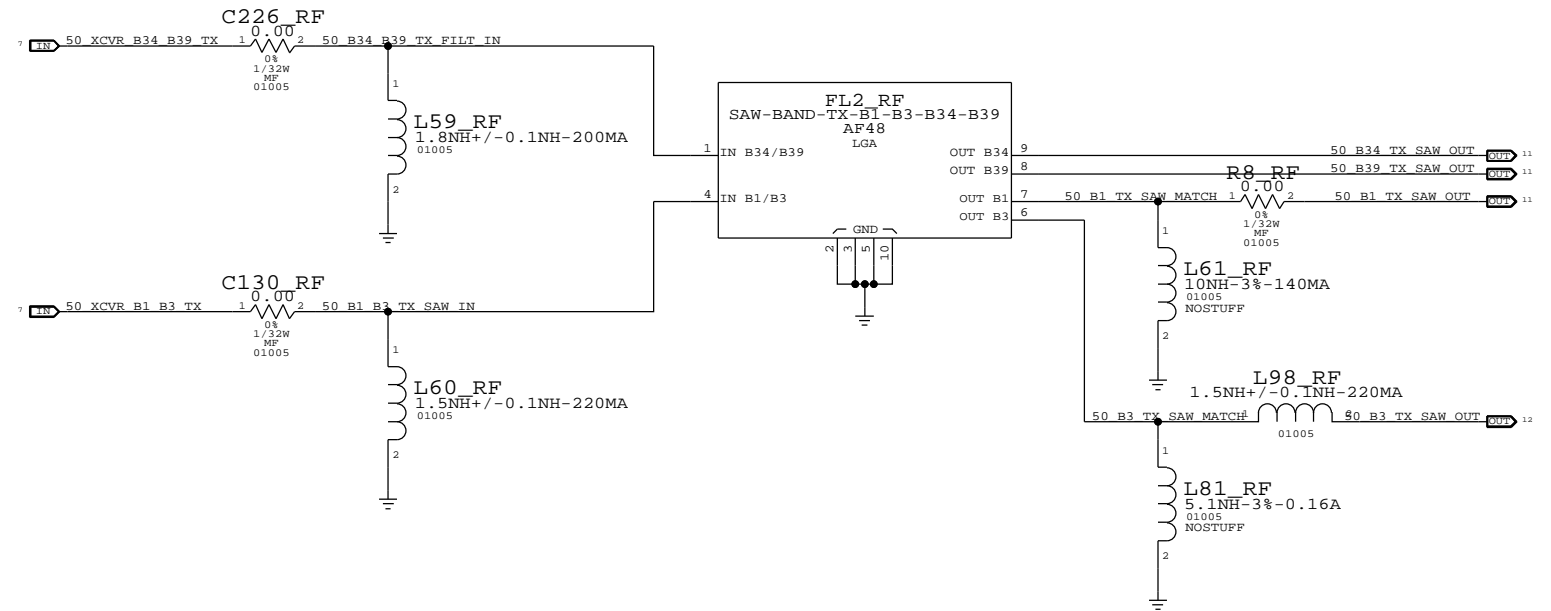 C226_RF
0.00
7 IN 50_XCVR_B34_B39_TX 1 2 50_B34_B39_TX_FILT_IN
0%
1/32W
MF
01005
1
L59_RF
1.8NH+/-0.1NH-200MA
01005
2
FL2_RF
SAW-BAND-TX-B1-B3-B34-B39
AF48
LGA
1 IN B34/B39
OUT B34 9
50_B34_TX_SAW_OUT OUT 11
OUT B39 8
50_B39_TX_SAW_OUT OUT 11
4 IN B1/B3
OUT B1 7
50_B1_TX_SAW_MATCH
R8_RF
0.00
1 2
0%
1/32W
MF
01005
50_B1_TX_SAW_OUT OUT 11
OUT B3 6
GND
2 3 5 10
1
L61_RF
10NH-3%-140MA
01005
NOSTUFF
2
C130_RF
0.00
7 IN 50_XCVR_B1_B3_TX 1 2 50_B1_B3_TX_SAW_IN
0%
1/32W
MF
01005
1
L60_RF
1.5NH+/-0.1NH-220MA
01005
2
L98_RF
1.5NH+/-0.1NH-220MA
50_B3_TX_SAW_MATCH 1 2 50_B3_TX_SAW_OUT OUT 12
01005
1
L81_RF
5.1NH-3%-0.16A
01005
NOSTUFF
2